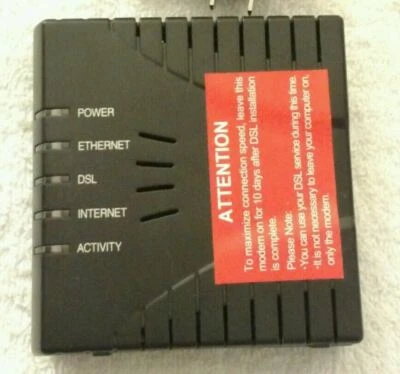 POWER
ETHERNET
DSL
INTERNET
ACTIVITY
ATTENTION
To maximize connection speed, leave this
modem on for 10 days after DSL installation
is complete.
Please Note:
-You can use your DSL service during this time.
-It is not necessary to leave your computer on,
only the modem.